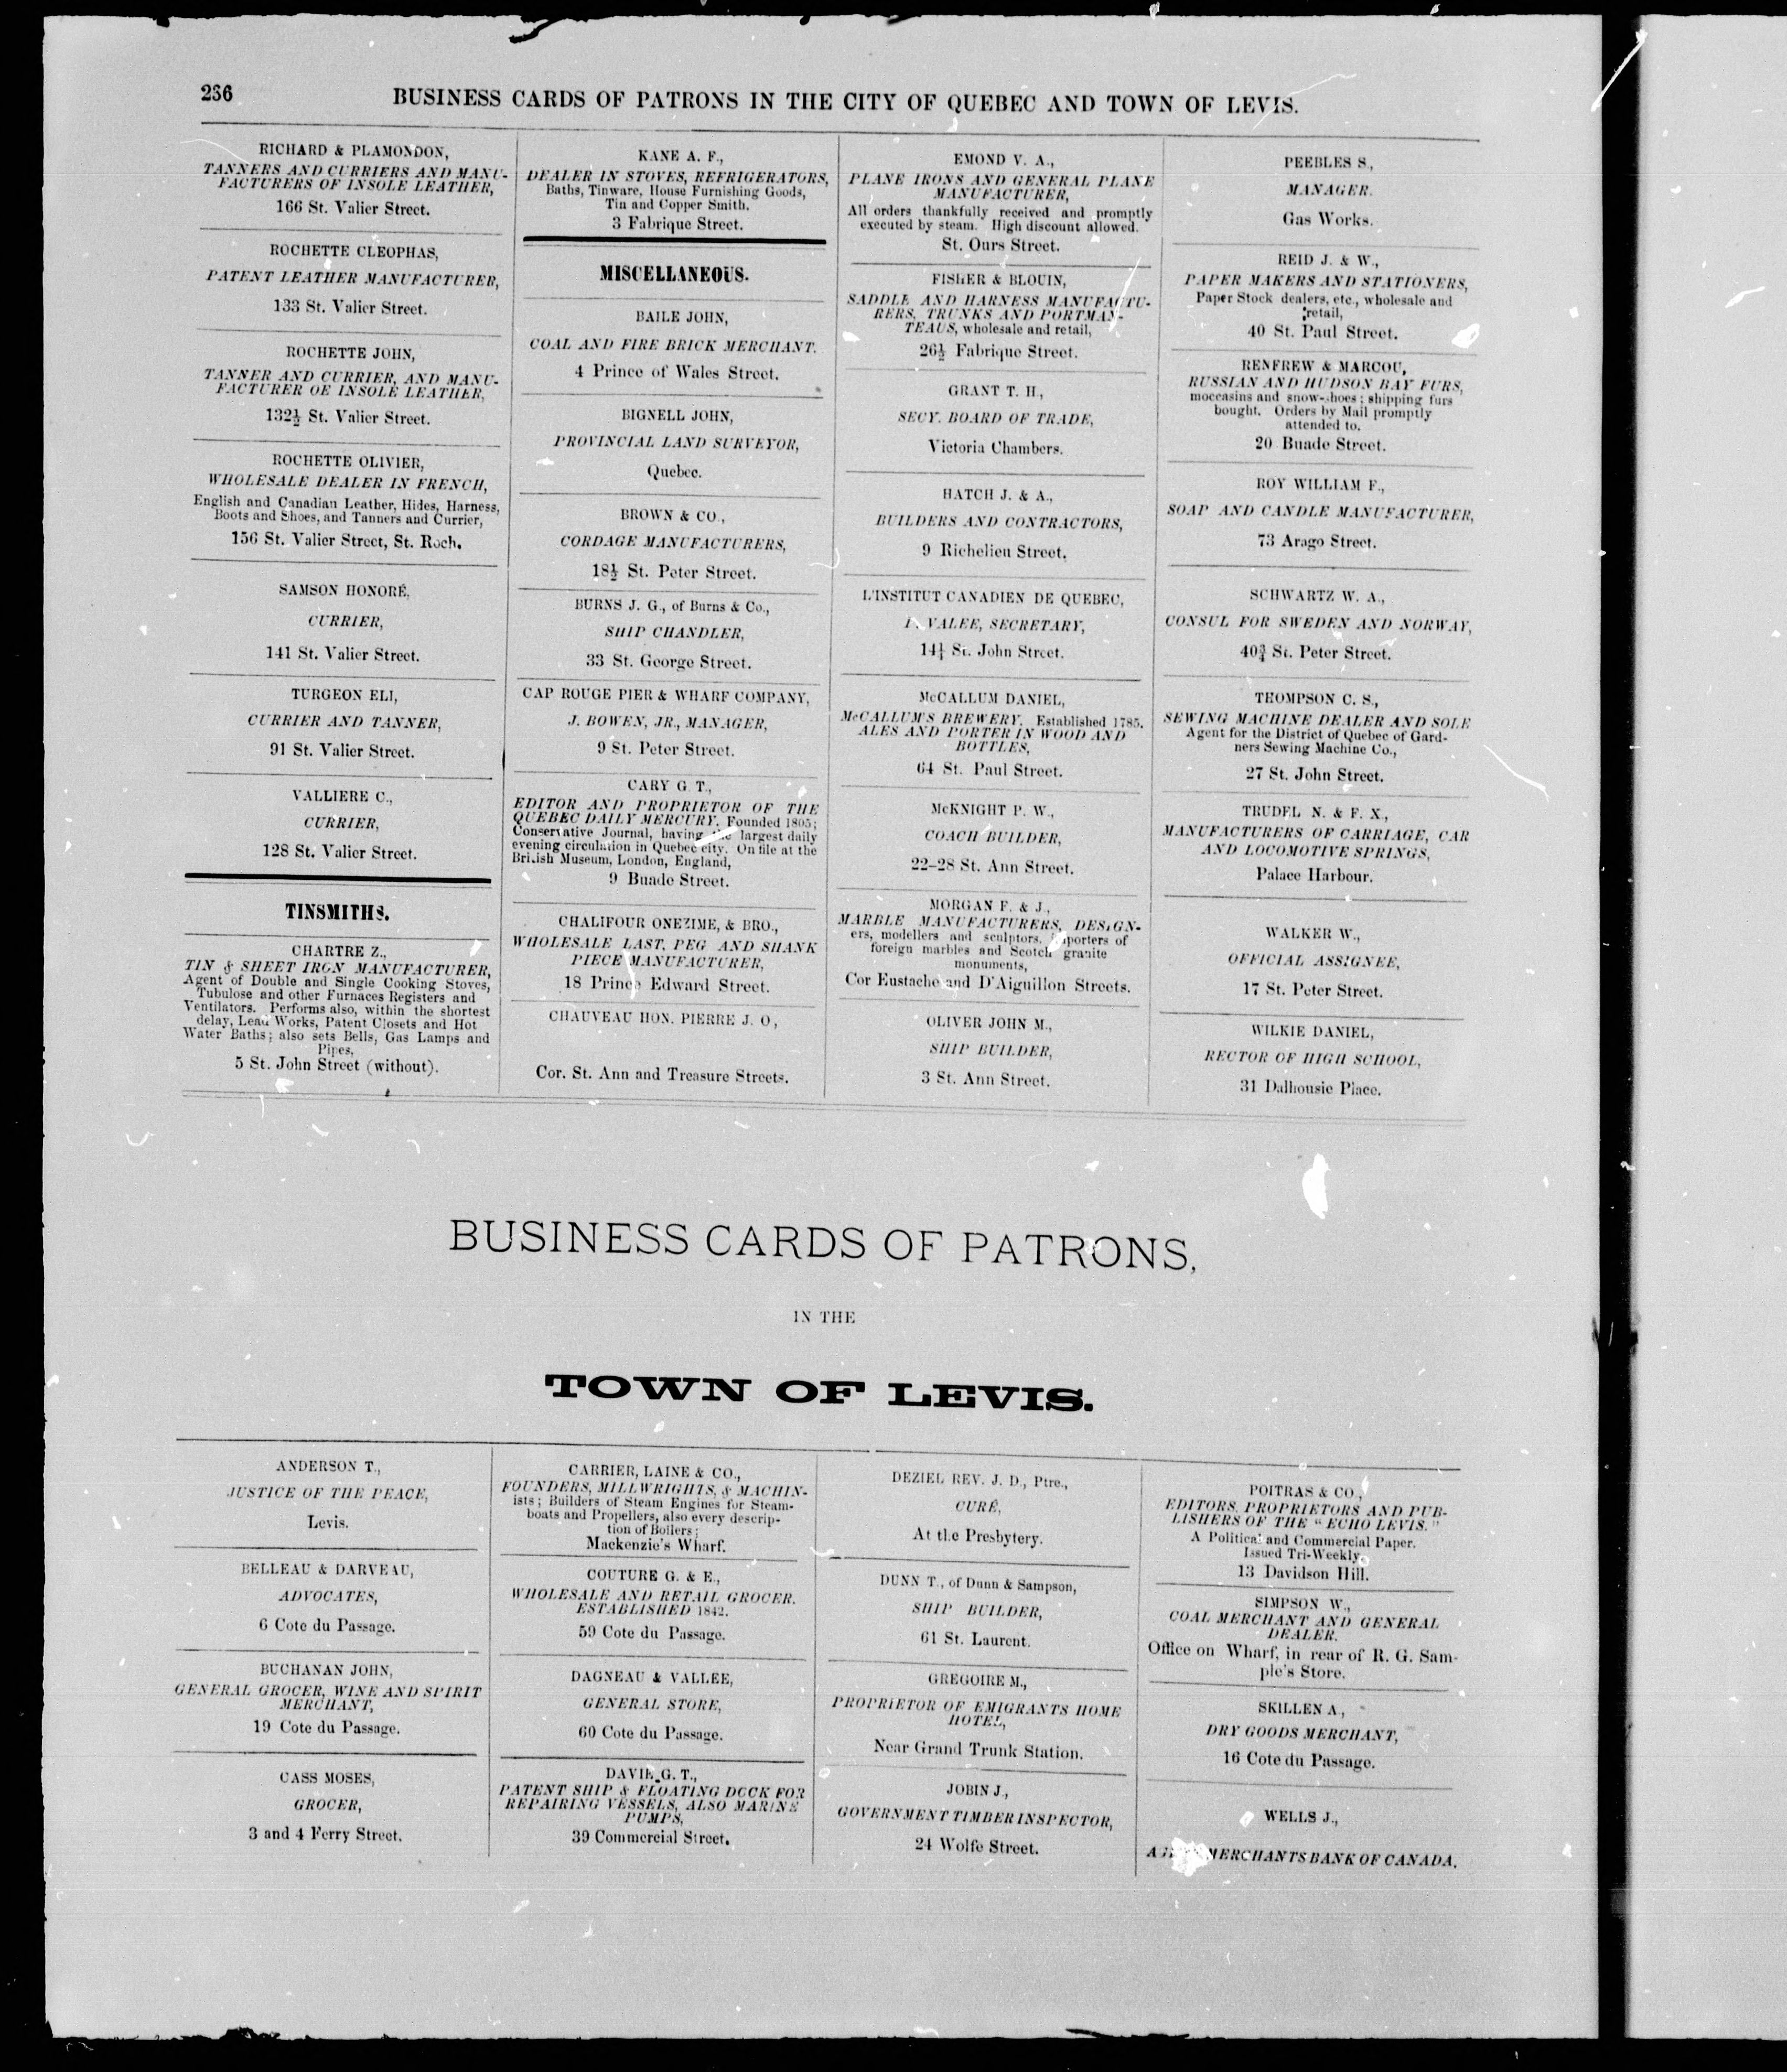 236
BUSINESS CARDS OF PATRONS IN THE CITY OF QUEBEC AND TOWN OF LEVIS.
RICHARD & PLAMONDON,
TANNERS AND CURRIERS AND MANU-
FACTURERS OF INSOLE LEATHER,
166 St. Valier Street.
ROCHETTE CLEOPHAS,
PATENT LEATHER MANUFACTURER,
133 St. Valier Street.
ROCHETTE JOHN,
TANNER AND CURRIER, AND MANU-
FACTURER OF INSOLE LEATHER,
132½ St. Valier Street.
ROCHETTE OLIVIER,
WHOLESALE DEALER IN FRENCH,
English and Canadian Leather, Hides, Harness,
Boots and Shoes, and Tanners and Currier,
156 St. Valier Street, St. Roch.
SAMSON HONORÉ,
CURRIER,
141 St. Valier Street.
TURGEON ELI,
CURRIER AND TANNER,
91 St. Valier Street.
VALLIERE C.,
CURRIER,
128 St. Valier Street.
TINSMITHS.
CHARTRE Z.,
TIN & SHEET IRON MANUFACTURER,
Agent of Double and Single Cooking Stoves,
Tubulose and other Furnaces Registers and
Ventilators. Performs also, within the shortest
delay, Lead Works, Patent Closets and Hot
Water Baths; also sets Bells, Gas Lamps and
Pipes,
5 St. John Street (without).
KANE A. F.,
DEALER IN STOVES, REFRIGERATORS,
Baths, Tinware, House Furnishing Goods,
Tin and Copper Smith.
3 Fabrique Street.
MISCELLANEOUS.
BAILE JOHN,
COAL AND FIRE BRICK MERCHANT.
4 Prince of Wales Street.
BIGNELL JOHN,
PROVINCIAL LAND SURVEYOR,
Quebec.
BROWN & CO.,
CORDAGE MANUFACTURERS,
18½ St. Peter Street.
BURNS J. G., of Burns & Co.,
SHIP CHANDLER,
33 St. George Street.
CAP ROUGE PIER & WHARF COMPANY,
J. BOWEN, JR., MANAGER,
9 St. Peter Street.
CARY G. T.,
EDITOR AND PROPRIETOR OF THE
QUEBEC DAILY MERCURY. Founded 1805;
Conservative Journal, having the largest daily
evening circulation in Quebec city. On file at the
British Museum, London, England,
9 Buade Street.
CHALIFOUR ONEZIME, & BRO.,
WHOLESALE LAST, PEG AND SHANK
PIECE MANUFACTURER,
18 Prince Edward Street.
CHAUVEAU HON. PIERRE J. O,
Cor. St. Ann and Treasure Streets.
EMOND V. A.,
PLANE IRONS AND GENERAL PLANE
MANUFACTURER,
All orders thankfully received and promptly
executed by steam. High discount allowed.
St. Ours Street.
FISHER & BLOUIN,
SADDLE AND HARNESS MANUFACTU-
RERS, TRUNKS AND PORTMAN-
TEAUS, wholesale and retail,
26½ Fabrique Street.
GRANT T. H.,
SECY. BOARD OF TRADE,
Victoria Chambers.
HATCH J. & A.,
BUILDERS AND CONTRACTORS,
9 Richelieu Street.
L'INSTITUT CANADIEN DE QUEBEC,
VALEE, SECRETARY,
14½ St. John Street.
McCALLUM DANIEL,
McCALLUM'S BREWERY. Established 1785.
ALES AND PORTER IN WOOD AND
BOTTLES,
64 St. Paul Street.
McKNIGHT P. W.,
COACH BUILDER,
22-28 St. Ann Street.
MORGAN F. & J.,
MARBLE MANUFACTURERS, DESIGN-
ers, modellers and sculptors, importers of
foreign marbles and Scotch granite
monuments,
Cor Eustache and D'Aiguillon Streets.
OLIVER JOHN M.,
SHIP BUILDER,
3 St. Ann Street.
PEEBLES S.,
MANAGER.
Gas Works.
REID J. & W.,
PAPER MAKERS AND STATIONERS,
Paper Stock dealers, etc., wholesale and
retail,
40 St. Paul Street.
RENFREW & MARCOU,
RUSSIAN AND HUDSON BAY FURS,
moccasins and snow-shoes; shipping furs
bought. Orders by Mail promptly
attended to.
20 Buade Street.
ROY WILLIAM F.,
SOAP AND CANDLE MANUFACTURER,
73 Arago Street.
SCHWARTZ W. A.,
CONSUL FOR SWEDEN AND NORWAY,
40¾ St. Peter Street.
THOMPSON C. S.,
SEWING MACHINE DEALER AND SOLE
Agent for the District of Quebec of Gard-
ners Sewing Machine Co.,
27 St. John Street.
TRUDEL N. & F. X.,
MANUFACTURERS OF CARRIAGE, CAR
AND LOCOMOTIVE SPRINGS,
Palace Harbour.
WALKER W.,
OFFICIAL ASSIGNEE,
17 St. Peter Street.
WILKIE DANIEL,
RECTOR OF HIGH SCHOOL,
31 Dalhousie Place.
BUSINESS CARDS OF PATRONS,
IN THE
TOWN OF LEVIS.
ANDERSON T.,
JUSTICE OF THE PEACE,
Levis.
BELLEAU & DARVEAU,
ADVOCATES,
6 Cote du Passage.
BUCHANAN JOHN,
GENERAL GROCER, WINE AND SPIRIT
MERCHANT,
19 Cote du Passage.
CASS MOSES,
GROCER,
3 and 4 Ferry Street.
CARRIER, LAINE & CO.,
FOUNDERS, MILLWRIGHTS, & MACHIN-
ists; Builders of Steam Engines for Steam-
boats and Propellers, also every descrip-
tion of Boilers;
Mackenzie's Wharf.
COUTURE G. & E.,
WHOLESALE AND RETAIL GROCER.
ESTABLISHED 1842.
59 Cote du Passage.
DAGNEAU & VALLEE,
GENERAL STORE,
60 Cote du Passage.
DAVIE G. T.,
PATENT SHIP & FLOATING DOCK FOR
REPAIRING VESSELS, ALSO MARINE
PUMPS,
39 Commercial Street.
DEZIEL REV. J. D., Ptre.,
CURÉ,
At the Presbytery.
DUNN T., of Dunn & Sampson,
SHIP BUILDER,
61 St. Laurent.
GREGOIRE M.,
PROPRIETOR OF EMIGRANTS HOME
HOTEL,
Near Grand Trunk Station.
JOBIN J.,
GOVERNMENT TIMBER INSPECTOR,
24 Wolfe Street.
POITRAS & CO.,
EDITORS, PROPRIETORS AND PUB-
LISHERS OF THE "ECHO LEVIS."
A Political and Commercial Paper.
Issued Tri-Weekly.
13 Davidson Hill.
SIMPSON W.,
COAL MERCHANT AND GENERAL
DEALER.
Office on Wharf, in rear of R. G. Sam-
ple's Store.
SKILLEN A.,
DRY GOODS MERCHANT,
16 Cote du Passage.
WELLS J.,
MERCHANTS BANK OF CANADA.